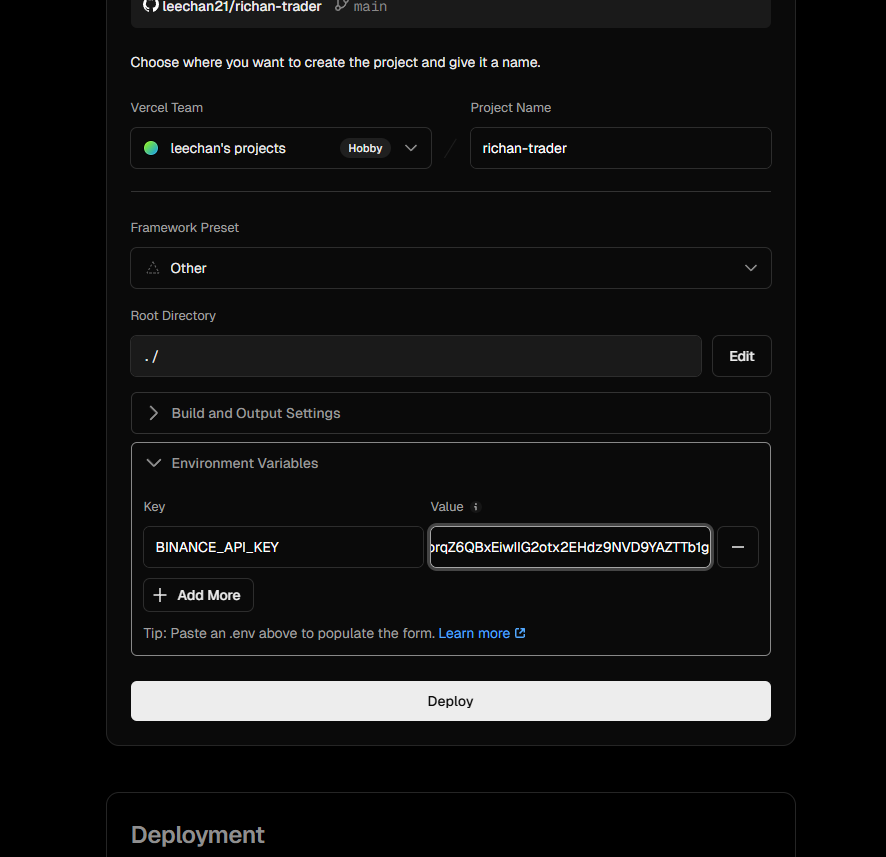 leechan21/richan-trader main
Choose where you want to create the project and give it a name.
Vercel Team
Project Name
leechan's projects Hobby
richan-trader
Framework Preset
Other
Root Directory
./
Edit
Build and Output Settings
Environment Variables
Key
Value
BINANCE_API_KEY
Add More
Tip: Paste an .env above to populate the form. Learn more
Deploy
Deployment